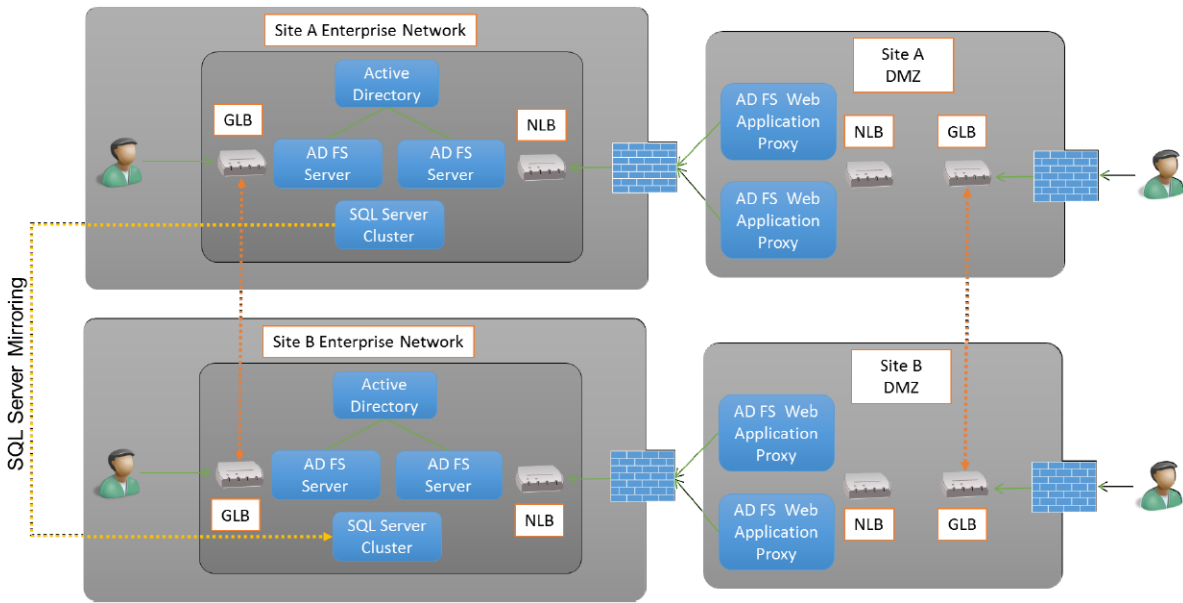 Site A Enterprise Network
Active
Directory
GLB
NLB
AD FS
Server
AD FS
Server
SQL Server
Cluster
Site A
DMZ
AD FS Web
Application
Proxy
NLB
GLB
AD FS Web
Application
Proxy
SQL Server Mirroring
Site B Enterprise Network
Active
Directory
AD FS
Server
AD FS
Server
GLB
NLB
SQL Server
Cluster
Site B
DMZ
AD FS Web
Application
Proxy
AD FS Web
Application
Proxy
NLB
GLB